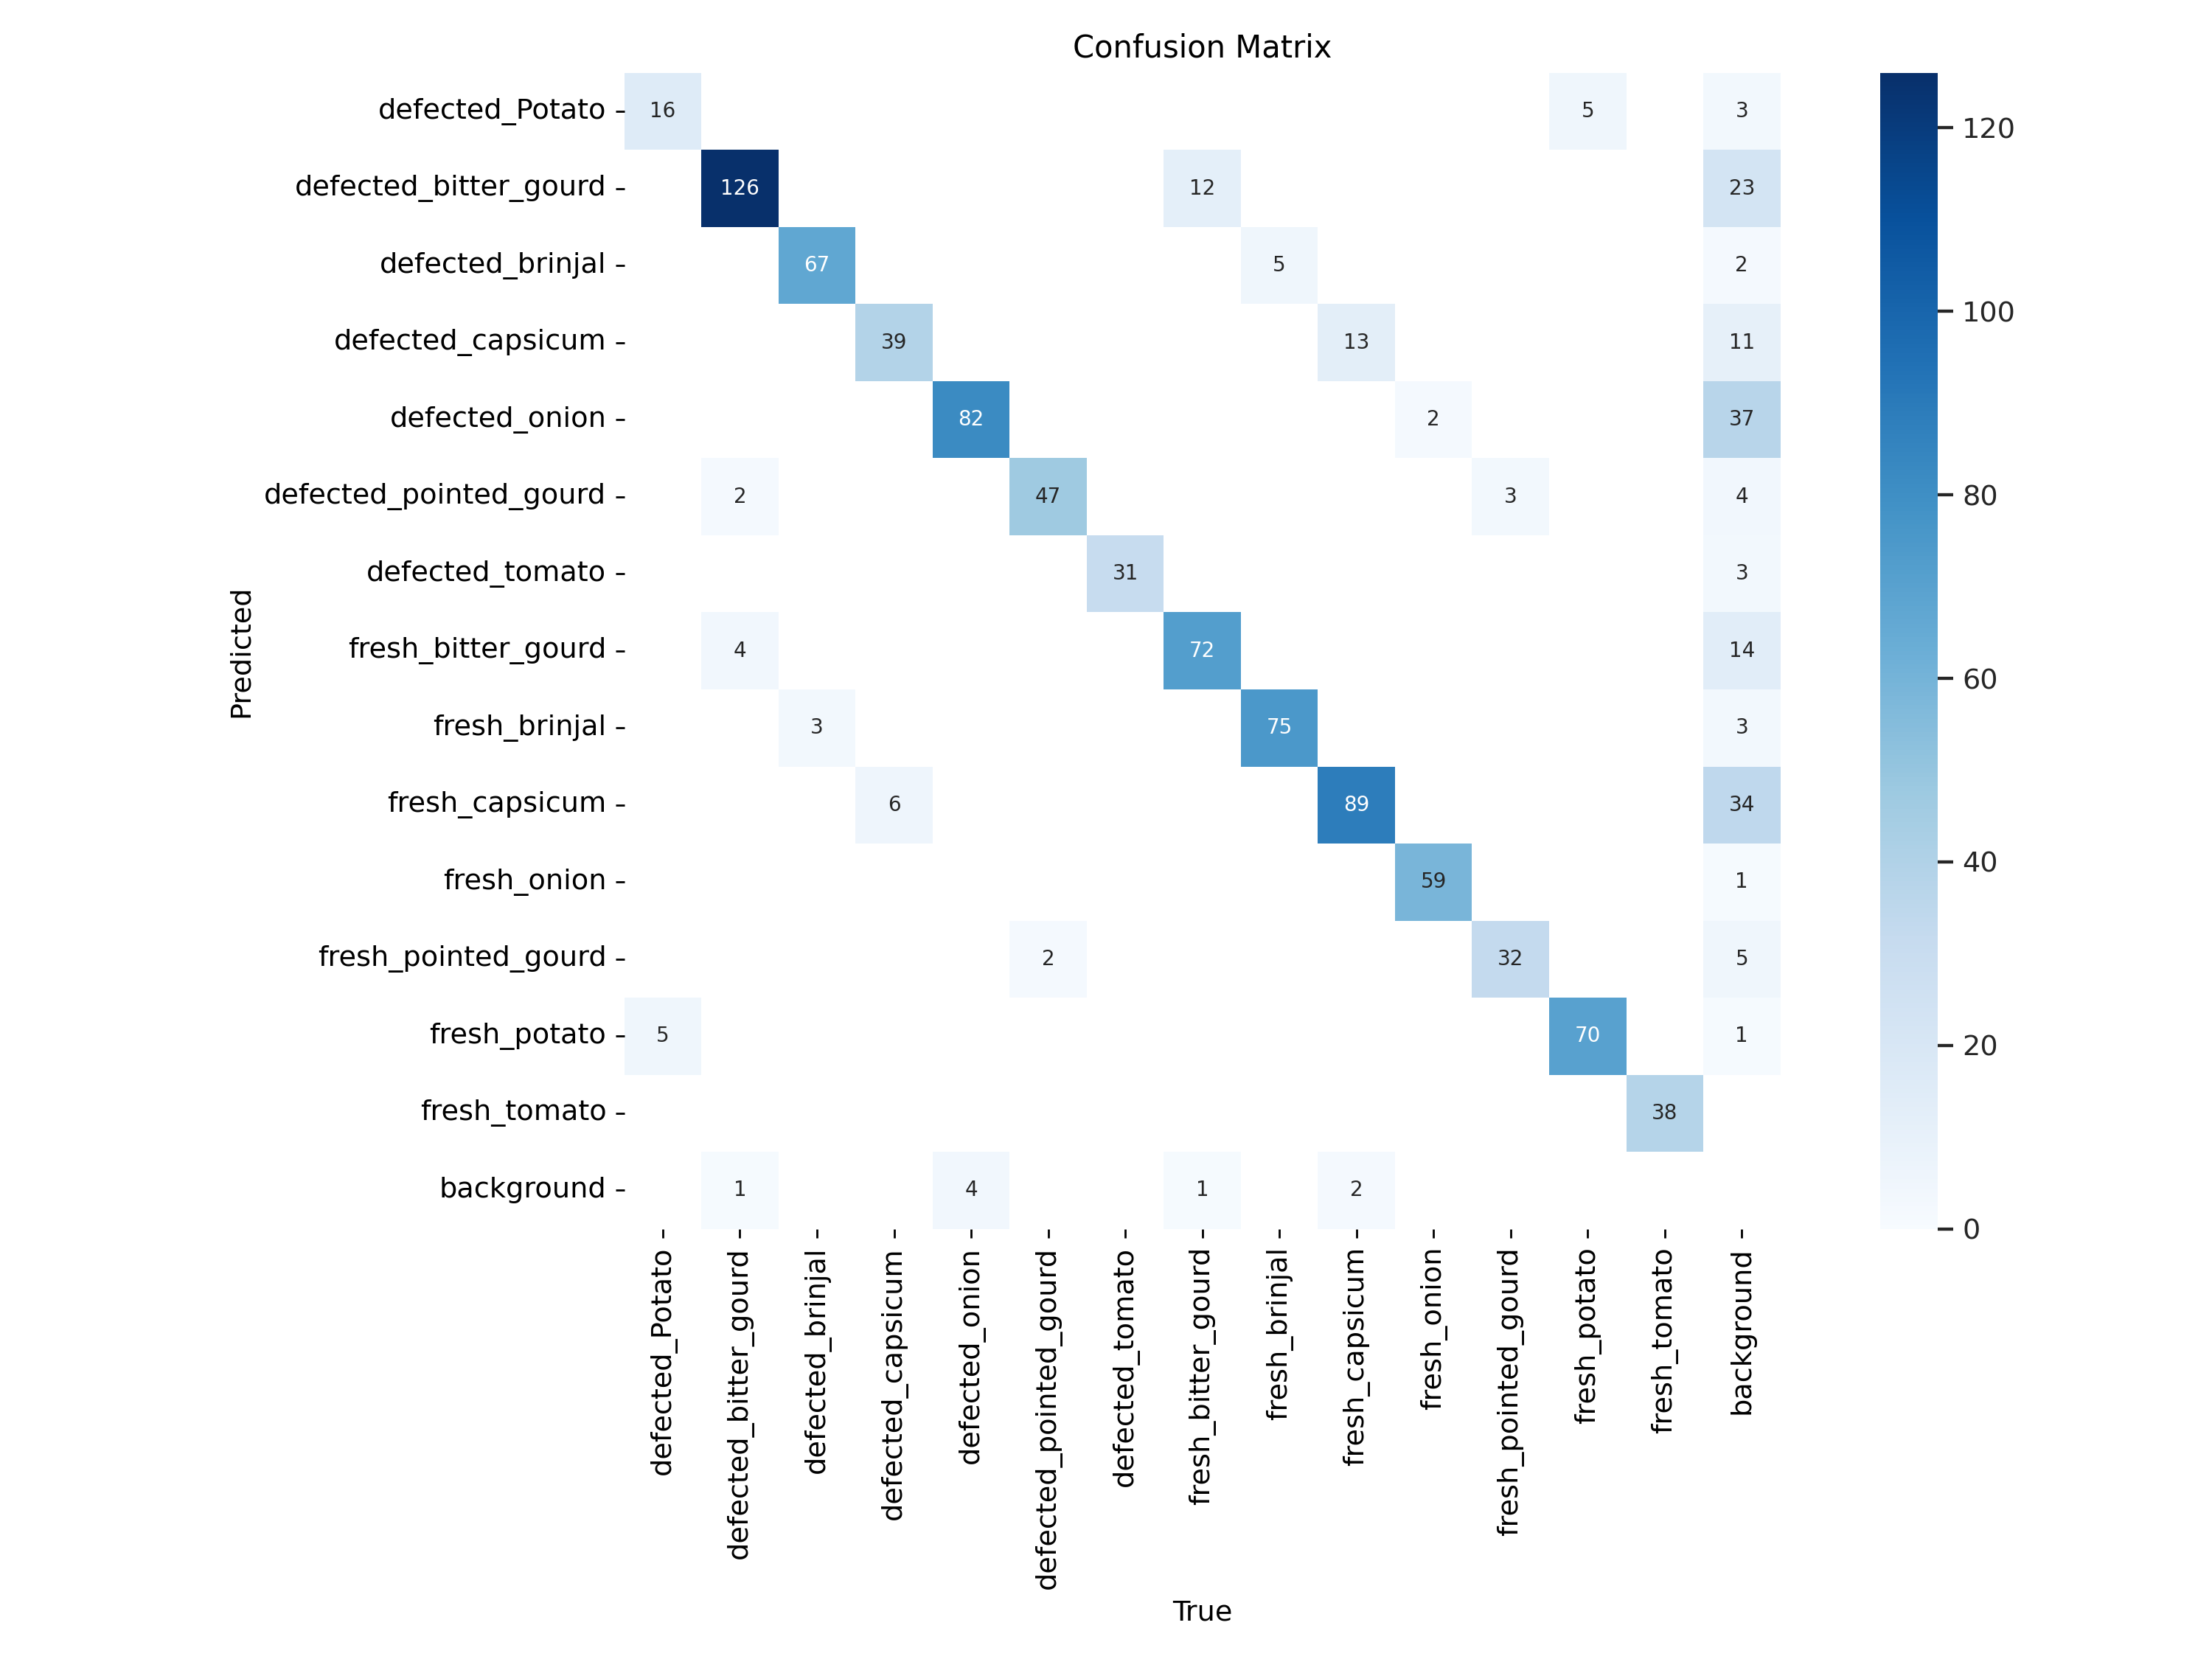 Confusion Matrix
defected_Potato 16 5 3
defected_bitter_gourd 126 12 23
defected_brinjal 67 5 2
defected_capsicum 39 13 11
defected_onion 82 2 37
defected_pointed_gourd 2 47 3 4
defected_tomato 31 3
fresh_bitter_gourd 4 72 14
fresh_brinjal 3 75 3
fresh_capsicum 6 89 34
fresh_onion 59 1
fresh_pointed_gourd 2 32 5
fresh_potato 5 70 1
fresh_tomato 38
background 1 4 1 2
Predicted
defected_Potato
defected_bitter_gourd
defected_brinjal
defected_capsicum
defected_onion
defected_pointed_gourd
defected_tomato
fresh_bitter_gourd
fresh_brinjal
fresh_capsicum
fresh_onion
fresh_pointed_gourd
fresh_potato
fresh_tomato
background
True
120
100
80
60
40
20
0